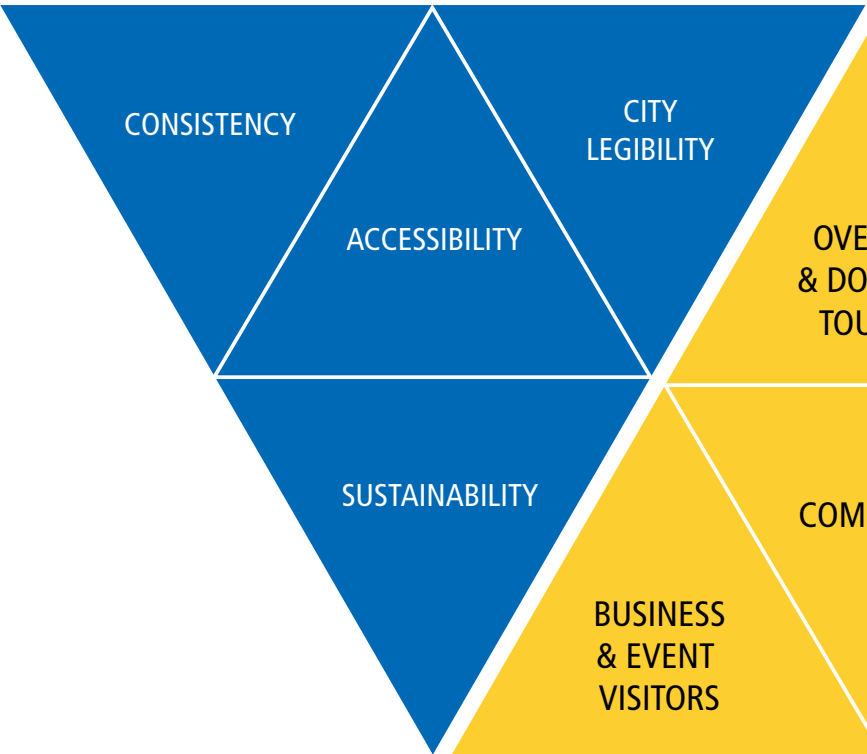 CONSISTENCY
CITY
LEGIBILITY
ACCESSIBILITY
SUSTAINABILITY
&
BUSINESS
& EVENT
VISITORS